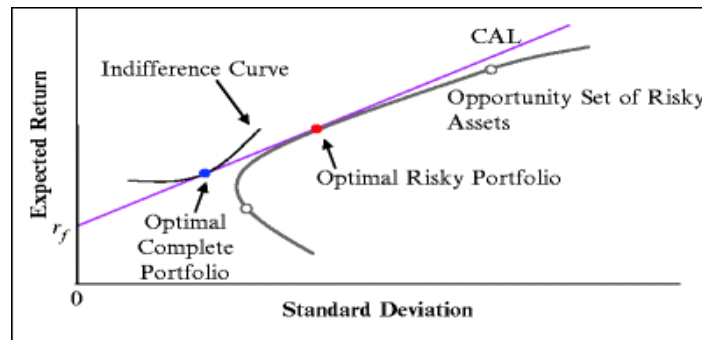 CAL
Indifference Curve
Opportunity Set of Risky
Assets
Optimal Risky Portfolio
Optimal
Complete
Portfolio
Expected Return
rf
0
Standard Deviation